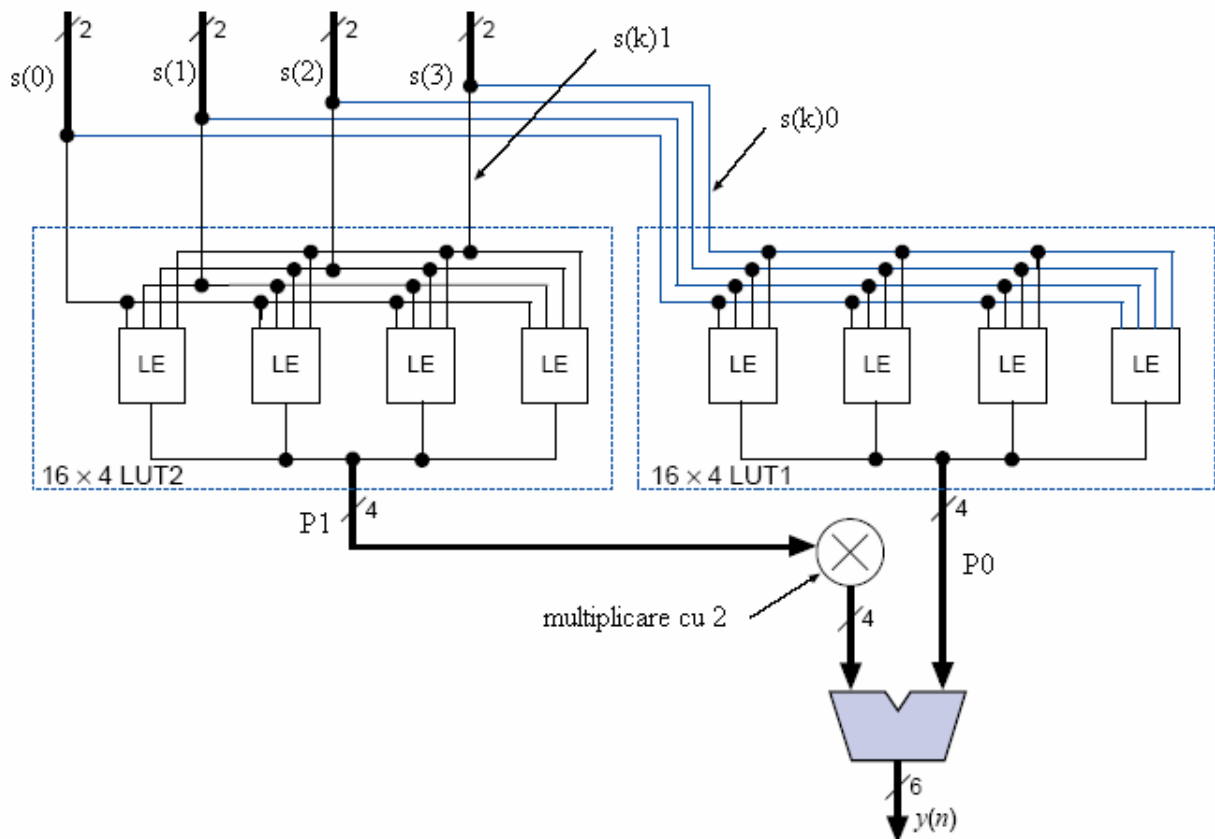 2 2 2 2
s(k)1
s(0) s(1) s(2) s(3)
s(k)0
LE LE LE LE LE LE LE LE
16 × 4 LUT2
16 × 4 LUT1
P1
4
4
P0
multiplicare cu 2
4
6
y(n)